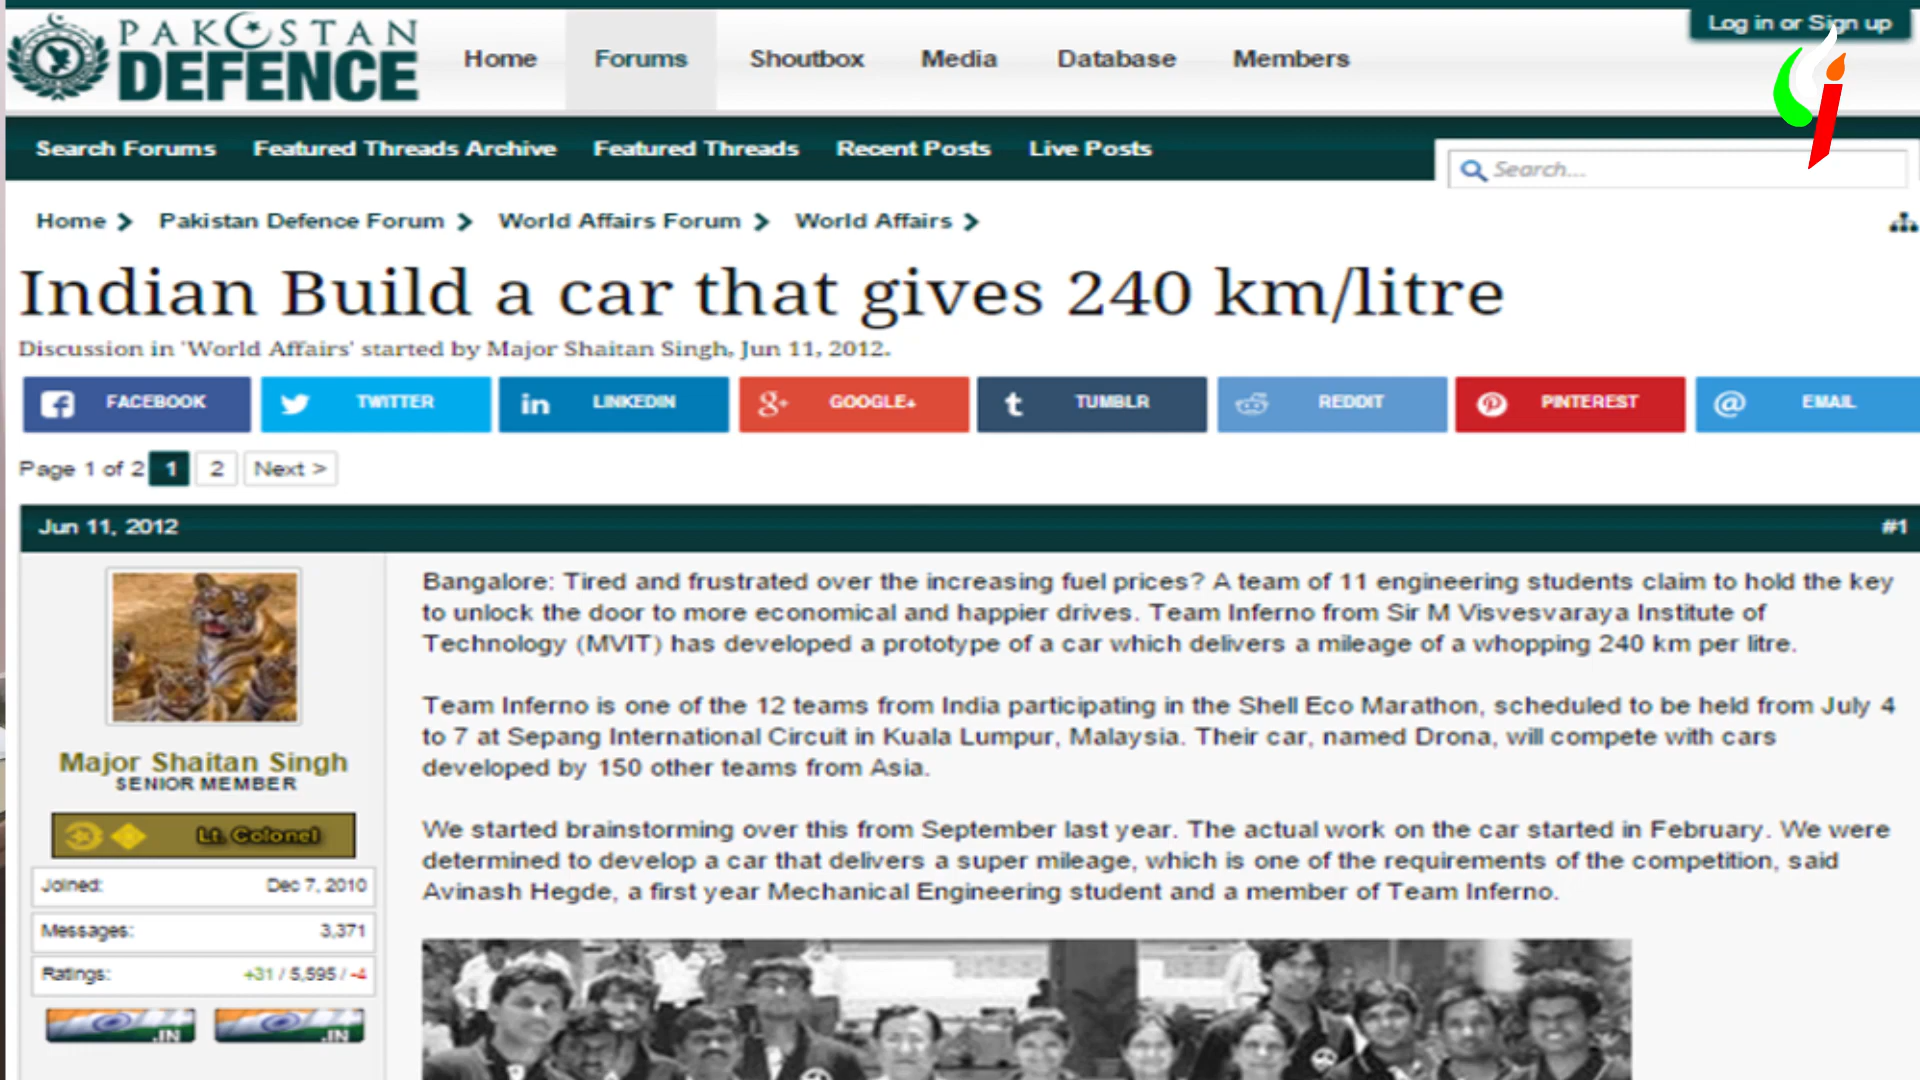 PAKISTAN
DEFENCE
Home
Forums
Shoutbox
Media
Database
Members
Log in or Sign up
Search Forums
Featured Threads Archive
Featured Threads
Recent Posts
Live Posts
Search...
Home
Pakistan Defence Forum
World Affairs Forum
World Affairs
Indian Build a car that gives 240 km/litre
Discussion in 'World Affairs' started by Major Shaitan Singh, Jun 11, 2012.
FACEBOOK
TWITTER
LINKEDIN
GOOGLE+
TUMBLR
REDDIT
PINTEREST
EMAIL
Page 1 of 2 1 2 Next >
Jun 11, 2012
#1
Major Shaitan Singh
SENIOR MEMBER
Lt. Colonel
Joined: Dec 7, 2010
Messages: 3,371
Ratings: +31 / 5,595 / -4
.IN .IN
Bangalore: Tired and frustrated over the increasing fuel prices? A team of 11 engineering students claim to hold the key
to unlock the door to more economical and happier drives. Team Inferno from Sir M Visvesvaraya Institute of
Technology (MVIT) has developed a prototype of a car which delivers a mileage of a whopping 240 km per litre.
Team Inferno is one of the 12 teams from India participating in the Shell Eco Marathon, scheduled to be held from July 4
to 7 at Sepang International Circuit in Kuala Lumpur, Malaysia. Their car, named Drona, will compete with cars
developed by 150 other teams from Asia.
We started brainstorming over this from September last year. The actual work on the car started in February. We were
determined to develop a car that delivers a super mileage, which is one of the requirements of the competition, said
Avinash Hegde, a first year Mechanical Engineering student and a member of Team Inferno.